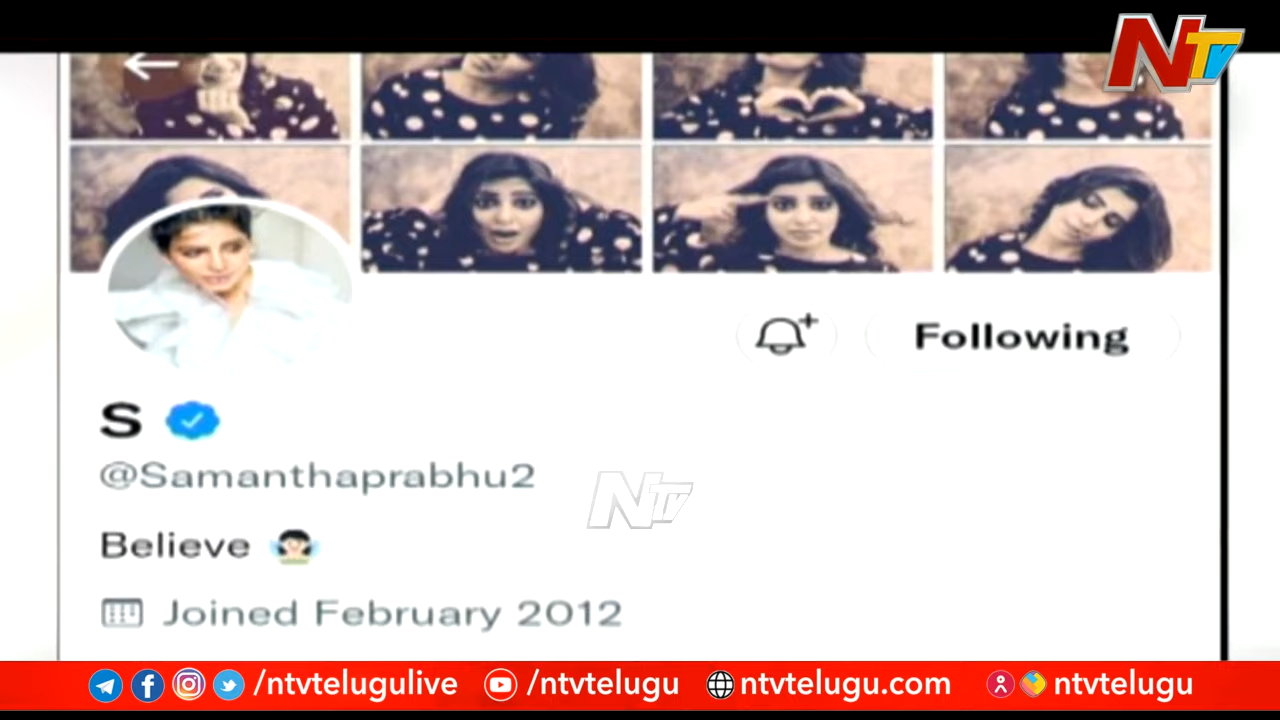 NTV
Following
S
@Samanthaprabhu2
NTV
Believe
Joined February 2012
/ntvtelugulive /ntvtelugu ntvtelugu.com ntvtelugu